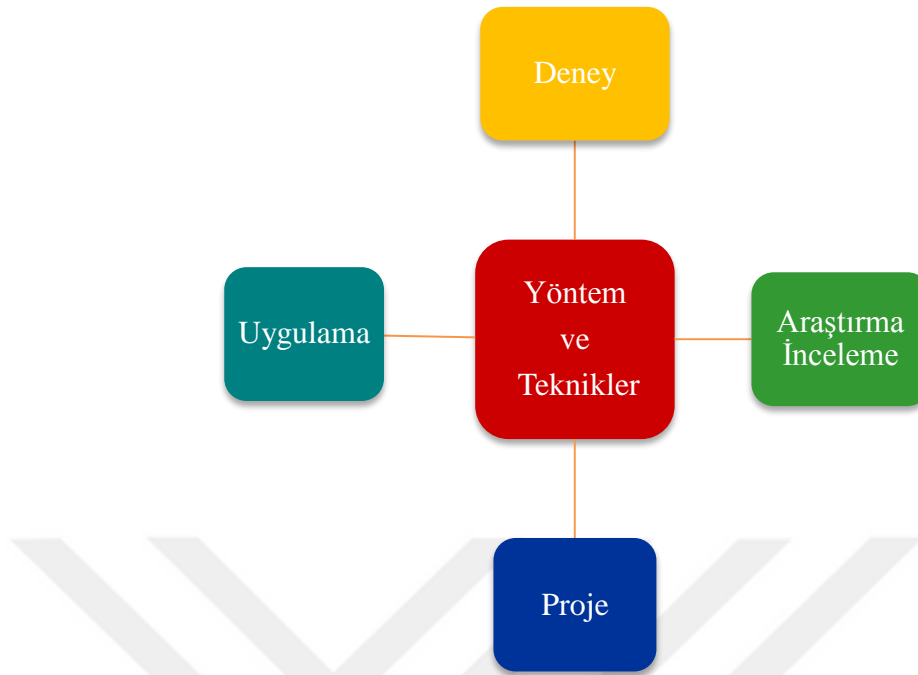 Deney
Uygulama
Yöntem
ve
Teknikler
Araştırma
İnceleme
Proje